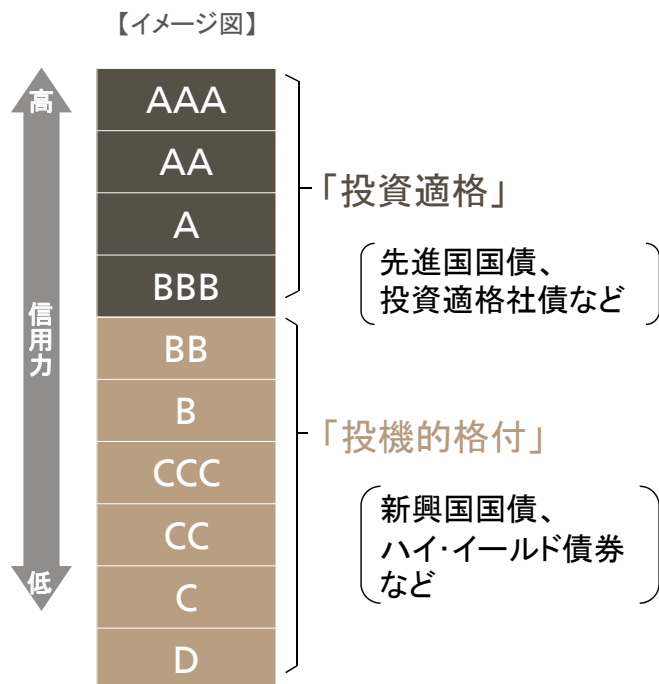 【イメージ図】
高
信用力
低
AAA
AA
A
BBB
BB
B
CCC
CC
C
D
「投資適格」
先進国国債、
投資適格社債など
「投機的格付」
新興国国債、
ハイ・イールド債券
など